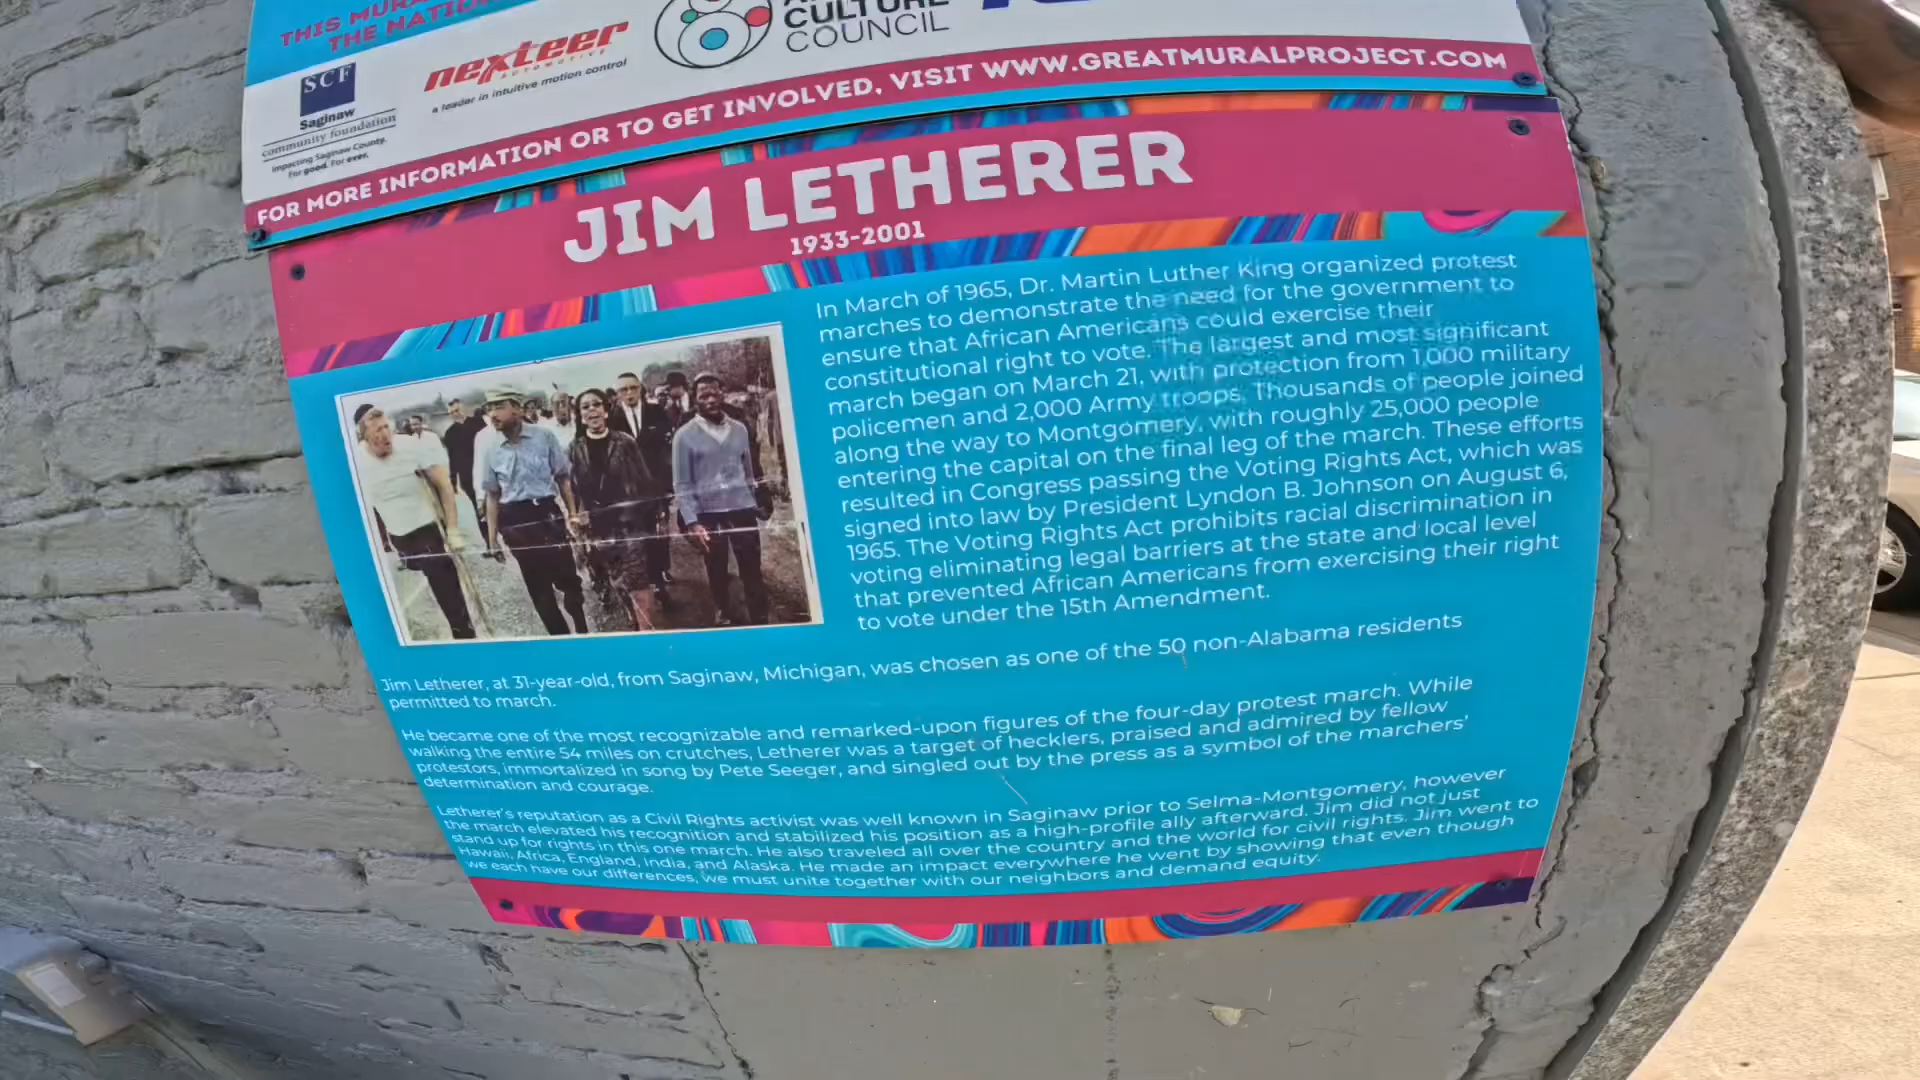 THIS MURA
THE NATIO
SCF
Saginaw
community foundation
Impacting Saginaw County.
For good. For ever.
nexteer
AUTOMOTIVE
a leader in intuitive motion control
CULTURE
COUNCIL
FOR MORE INFORMATION OR TO GET INVOLVED, VISIT WWW.GREATMURALPROJECT.COM
JIM LETHERER
1933-2001
In March of 1965, Dr. Martin Luther King organized protest
marches to demonstrate the need for the government to
ensure that African Americans could exercise their
constitutional right to vote. The largest and most significant
march began on March 21, with protection from 1,000 military
policemen and 2,000 Army troops. Thousands of people joined
along the way to Montgomery, with roughly 25,000 people
entering the capital on the final leg of the march. These efforts
resulted in Congress passing the Voting Rights Act, which was
signed into law by President Lyndon B. Johnson on August 6,
1965. The Voting Rights Act prohibits racial discrimination in
voting eliminating legal barriers at the state and local level
that prevented African Americans from exercising their right
to vote under the 15th Amendment.
Jim Letherer, at 31-year-old, from Saginaw, Michigan, was chosen as one of the 50 non-Alabama residents
permitted to march.
He became one of the most recognizable and remarked-upon figures of the four-day protest march. While
walking the entire 54 miles on crutches, Letherer was a target of hecklers, praised and admired by fellow
protestors, immortalized in song by Pete Seeger, and singled out by the press as a symbol of the marchers'
determination and courage.
Letherer's reputation as a Civil Rights activist was well known in Saginaw prior to Selma-Montgomery, however
the march elevated his recognition and stabilized his position as a high-profile ally afterward. Jim did not just
stand up for rights in this one march. He also traveled all over the country and the world for civil rights. Jim went to
Hawaii, Africa, England, India, and Alaska. He made an impact everywhere he went by showing that even though
we each have our differences, we must unite together with our neighbors and demand equity.